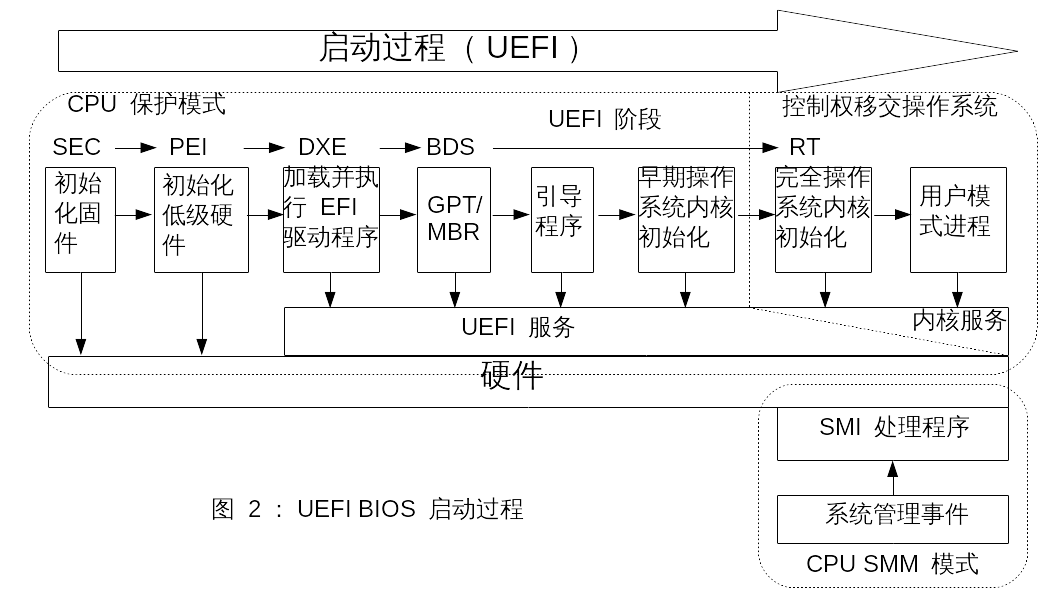 启动过程（ UEFI ）
CPU 保护模式
UEFI 阶段
控制权移交操作系统
SEC
PEI
DXE
BDS
RT
初始
化固
件
初始化
低级硬
件
加载并执
行 EFI
驱动程序
GPT/
MBR
引导
程序
早期操作
系统内核
初始化
完全操作
系统内核
初始化
用户模
式进程
UEFI 服务
内核服务
硬件
SMI 处理程序
系统管理事件
CPU SMM 模式
图 2 ： UEFI BIOS 启动过程